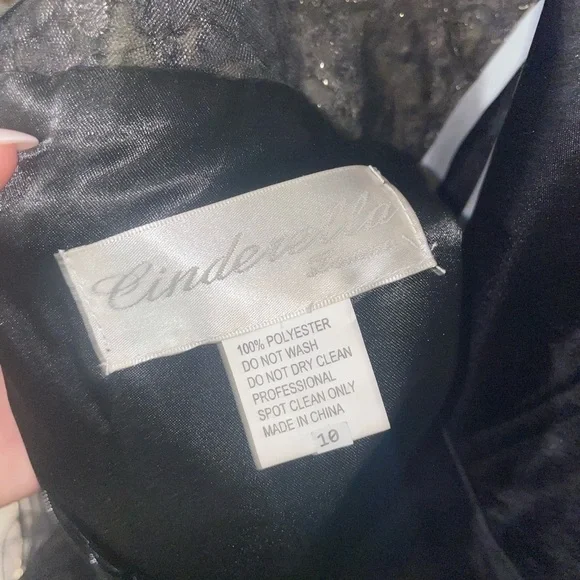 Cinderella
100% POLYESTER
DO NOT WASH
DO NOT DRY CLEAN
PROFESSIONAL
SPOT CLEAN ONLY
MADE IN CHINA
10